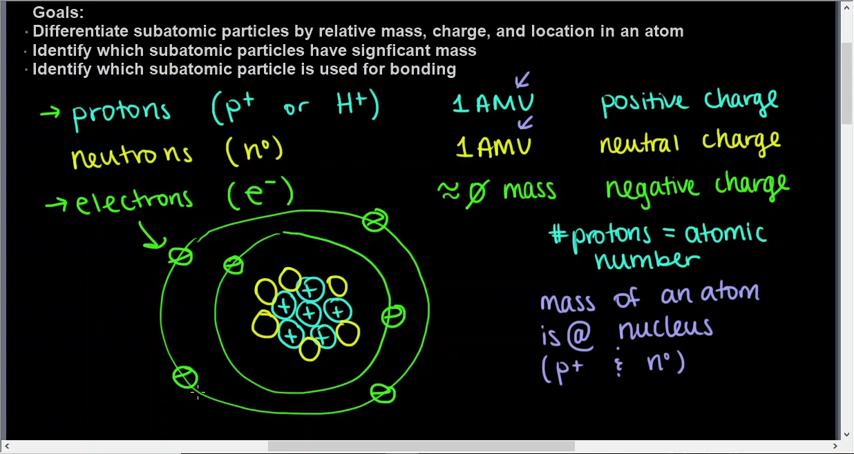 Goals:
· Differentiate subatomic particles by relative mass, charge, and location in an atom
· Identify which subatomic particles have signficant mass
· Identify which subatomic particle is used for bonding
→ protons (p+ or H+) 1 AMU positive charge
neutrons (n°) 1 AMU neutral charge
→ electrons (e−) ≈ Ø mass negative charge
# protons = atomic
number
mass of an atom
is @ nucleus
(p+ & n°)